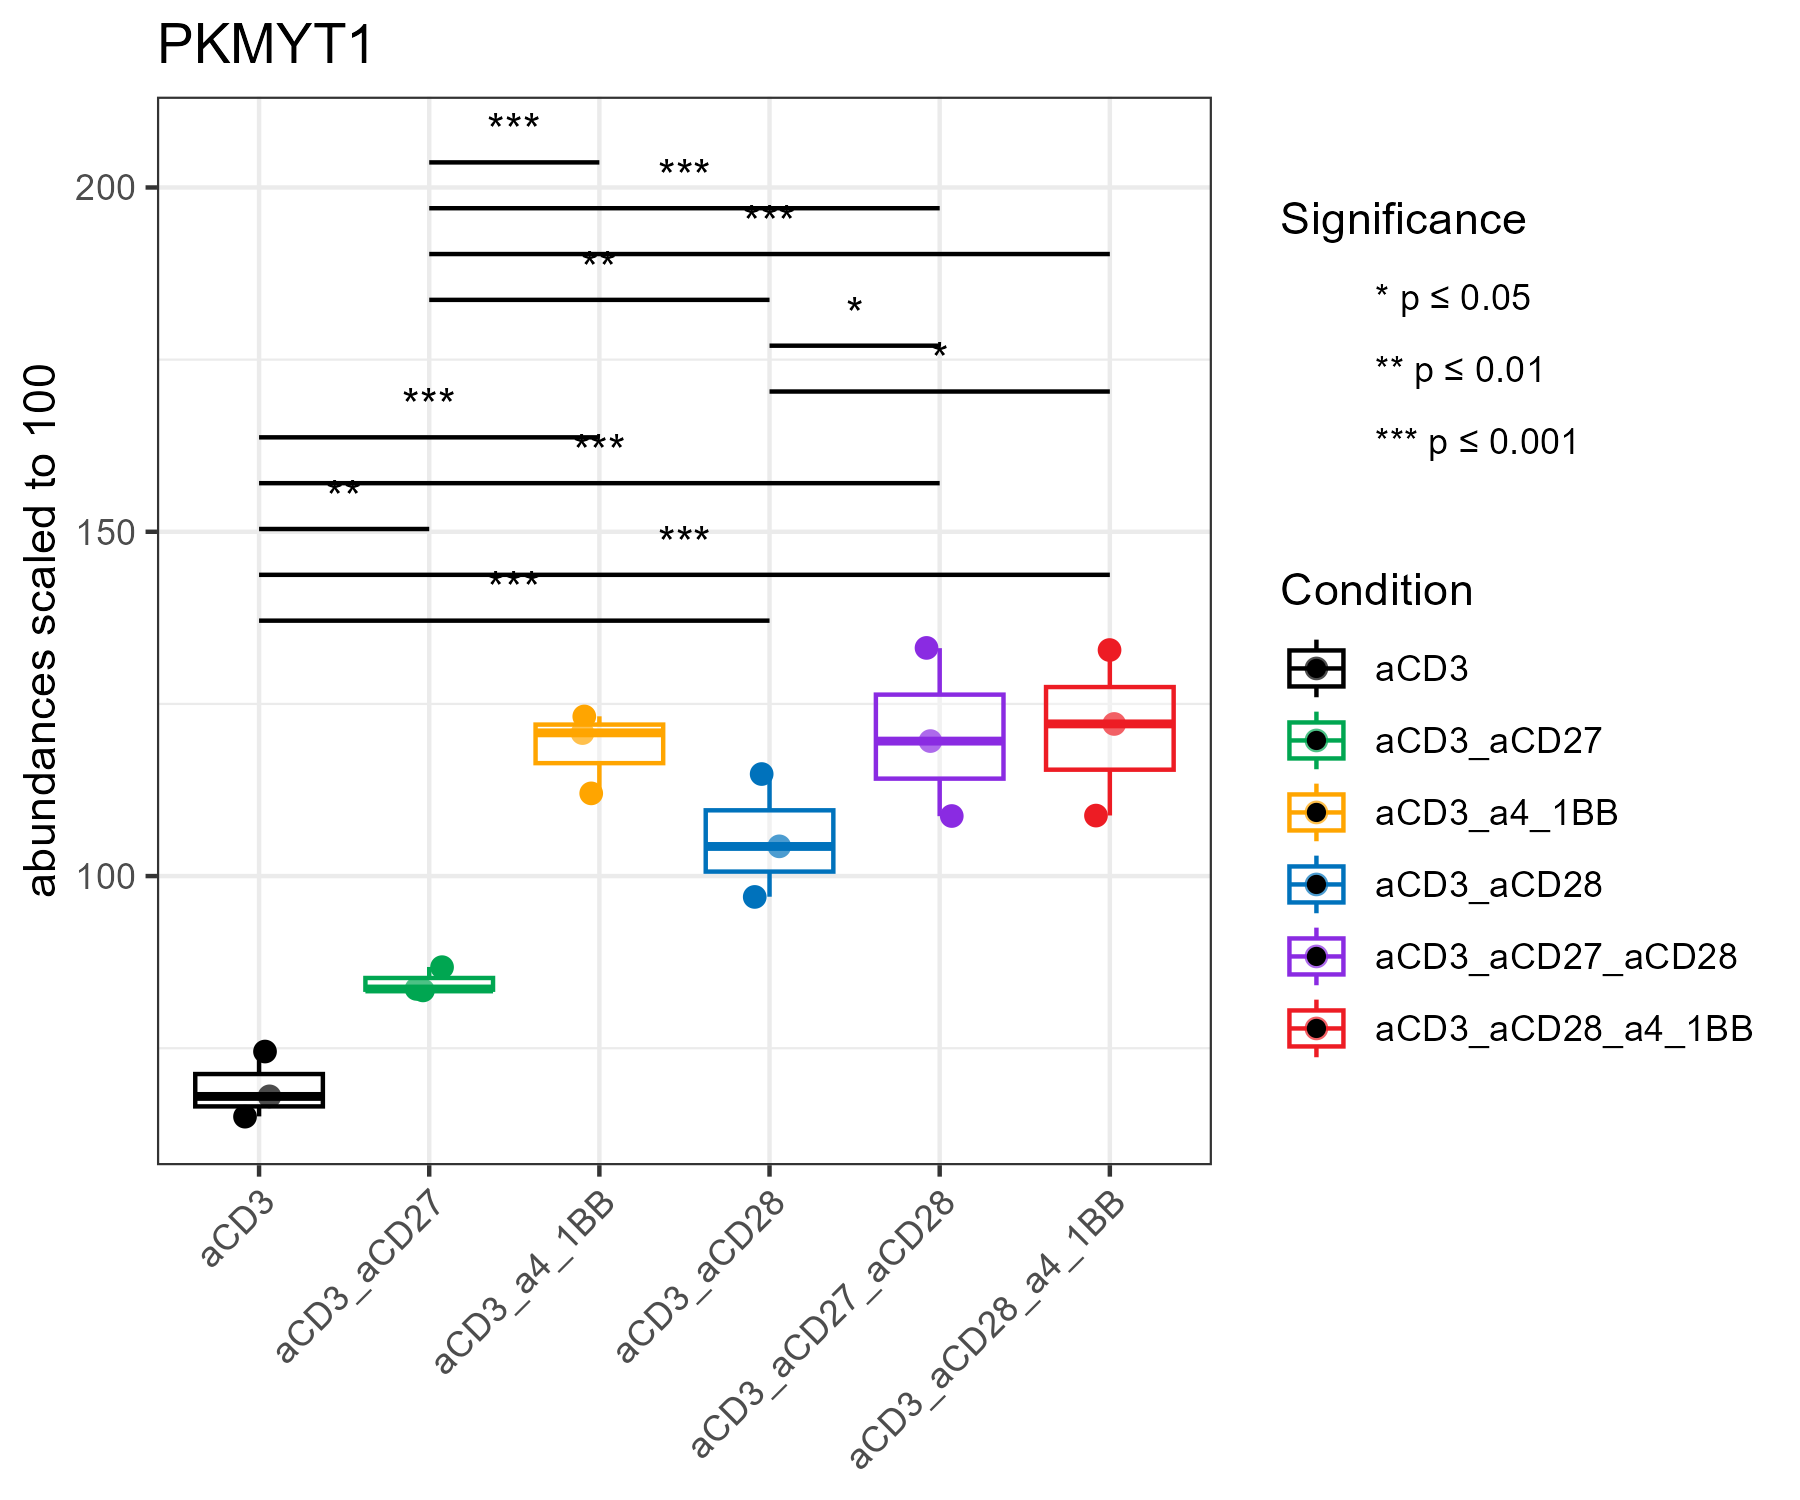 PKMYT1
abundances scaled to 100
200
150
100
***
***
***
**
*
*
***
***
**
***
***
aCD3
aCD3_aCD27
aCD3_a4_1BB
aCD3_aCD28
aCD3_aCD27_aCD28
aCD3_aCD28_a4_1BB
Significance
* p ≤ 0.05
** p ≤ 0.01
*** p ≤ 0.001
Condition
aCD3
aCD3_aCD27
aCD3_a4_1BB
aCD3_aCD28
aCD3_aCD27_aCD28
aCD3_aCD28_a4_1BB